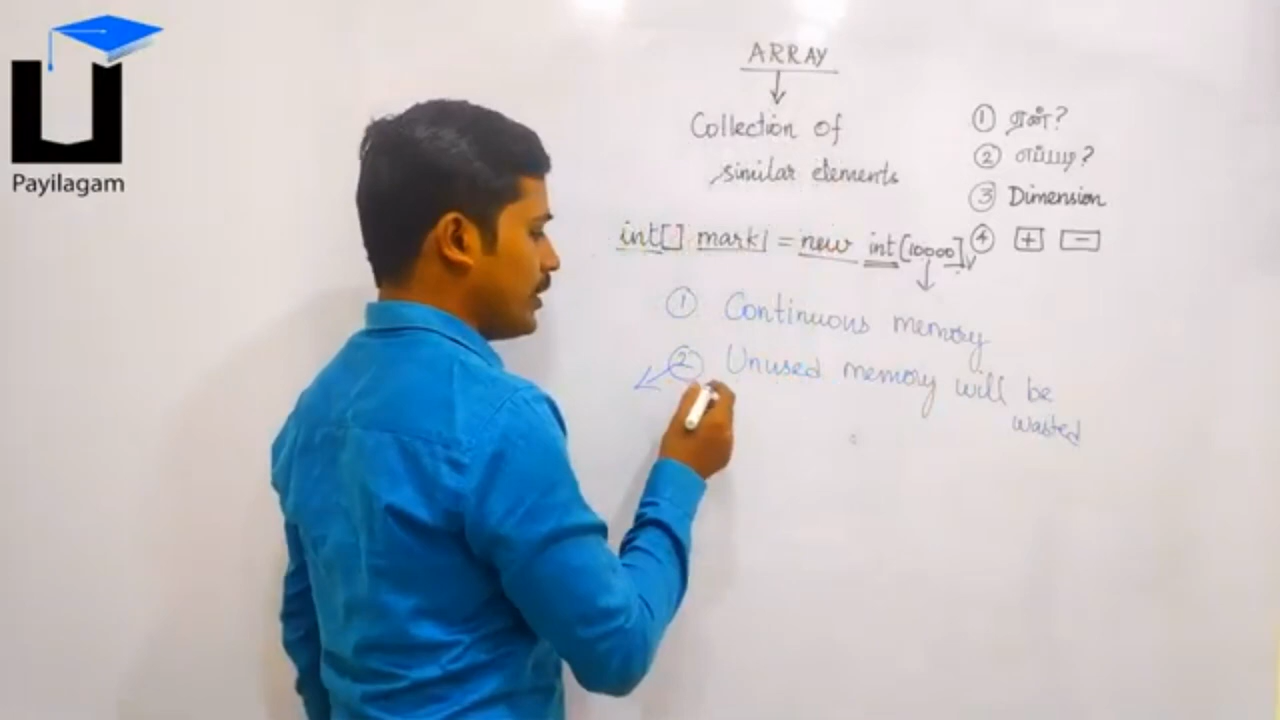 Payilagam
ARRAY
Collection of
similar elements
① ஏன்?
② எப்படி?
③ Dimension
④ + -
int[] mark1 = new int[10000]
① Continuous memory
② Unused memory will be
wasted